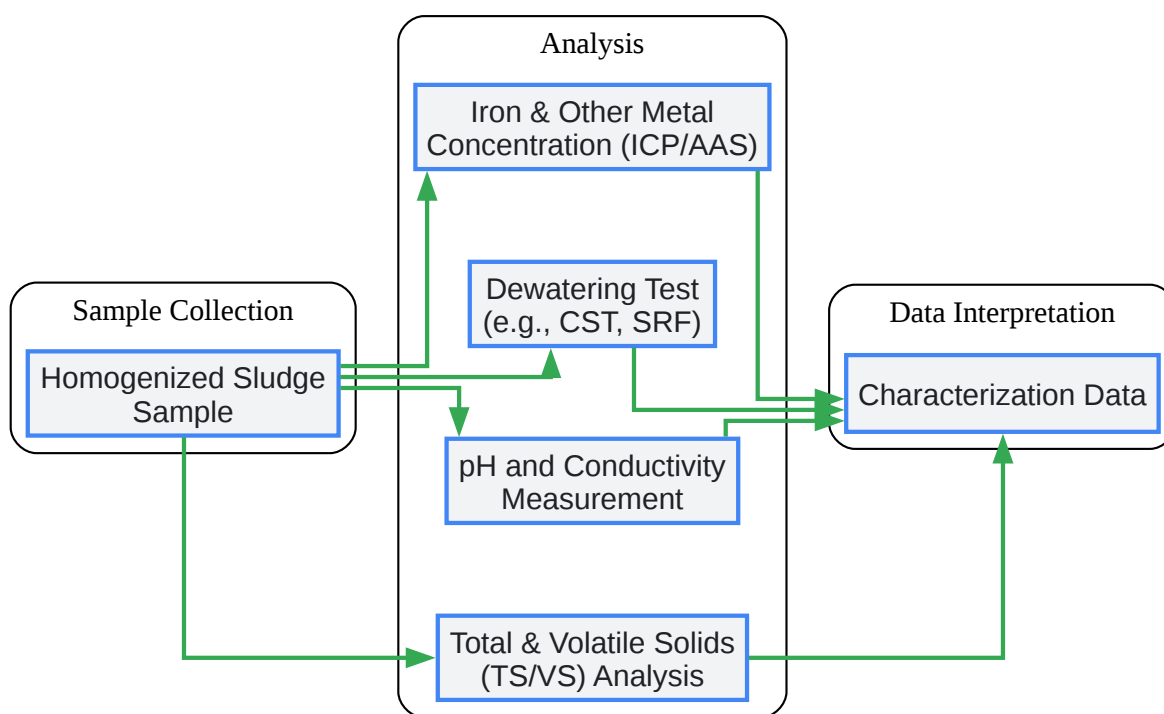 Sample Collection
Homogenized Sludge
Sample
Analysis
Iron & Other Metal
Concentration (ICP/AAS)
Dewatering Test
(e.g., CST, SRF)
pH and Conductivity
Measurement
Total & Volatile Solids
(TS/VS) Analysis
Data Interpretation
Characterization Data